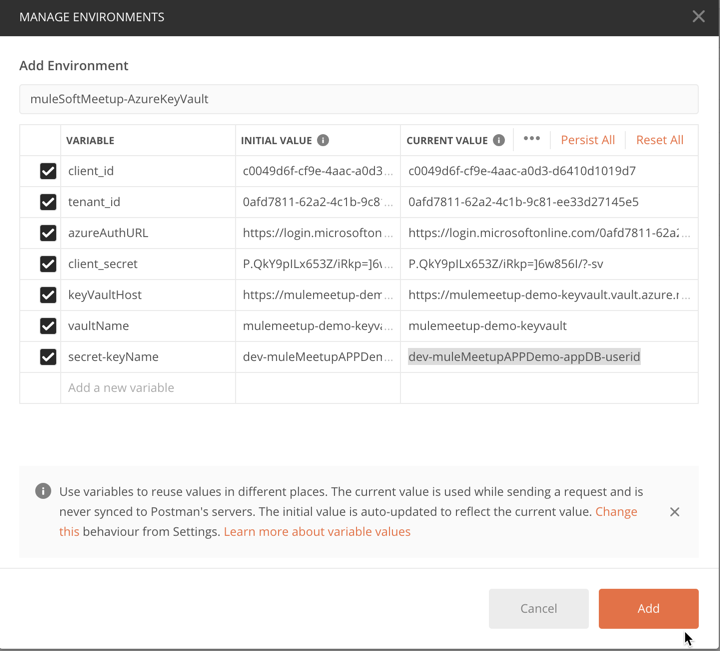 MANAGE ENVIRONMENTS
Add Environment
muleSoftMeetup-AzureKeyVault
VARIABLE INITIAL VALUE CURRENT VALUE ••• Persist All Reset All
client_id c0049d6f-cf9e-4aac-a0d3... c0049d6f-cf9e-4aac-a0d3-d6410d1019d7
tenant_id 0afd7811-62a2-4c1b-9c8... 0afd7811-62a2-4c1b-9c81-ee33d27145e5
azureAuthURL https://login.microsofton... https://login.microsoftonline.com/0afd7811-62a2...
client_secret P.QkY9pILx653Z/iRkp=]6w... P.QkY9pILx653Z/iRkp=]6w856I/?-sv
keyVaultHost https://mulemeetup-dem... https://mulemeetup-demo-keyvault.vault.azure.r...
vaultName mulemeetup-demo-keyva... mulemeetup-demo-keyvault
secret-keyName dev-muleMeetupAPPDen... dev-muleMeetupAPPDemo-appDB-userid
Add a new variable
Use variables to reuse values in different places. The current value is used while sending a request and is
never synced to Postman's servers. The initial value is auto-updated to reflect the current value. Change
this behaviour from Settings. Learn more about variable values
Cancel Add